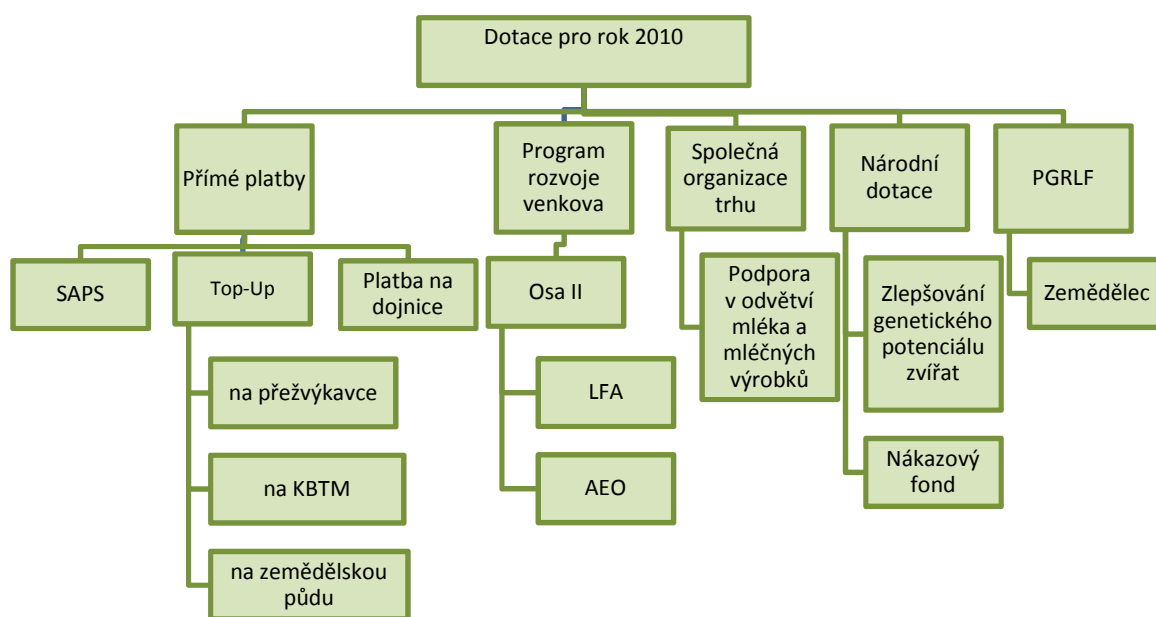 Dotace pro rok 2010
Přímé platby
Program
rozvoje
venkova
Společná
organizace
trhu
Národní
dotace
PGRLF
SAPS
Top-Up
Platba na
dojnice
Osa II
Podpora
v odvětví
mléka a
mléčných
výrobků
Zlepšování
genetického
potenciálu
zvířat
Zemědělec
na přežvýkavce
LFA
na KBTM
AEO
Nákazový
fond
na zemědělskou
půdu